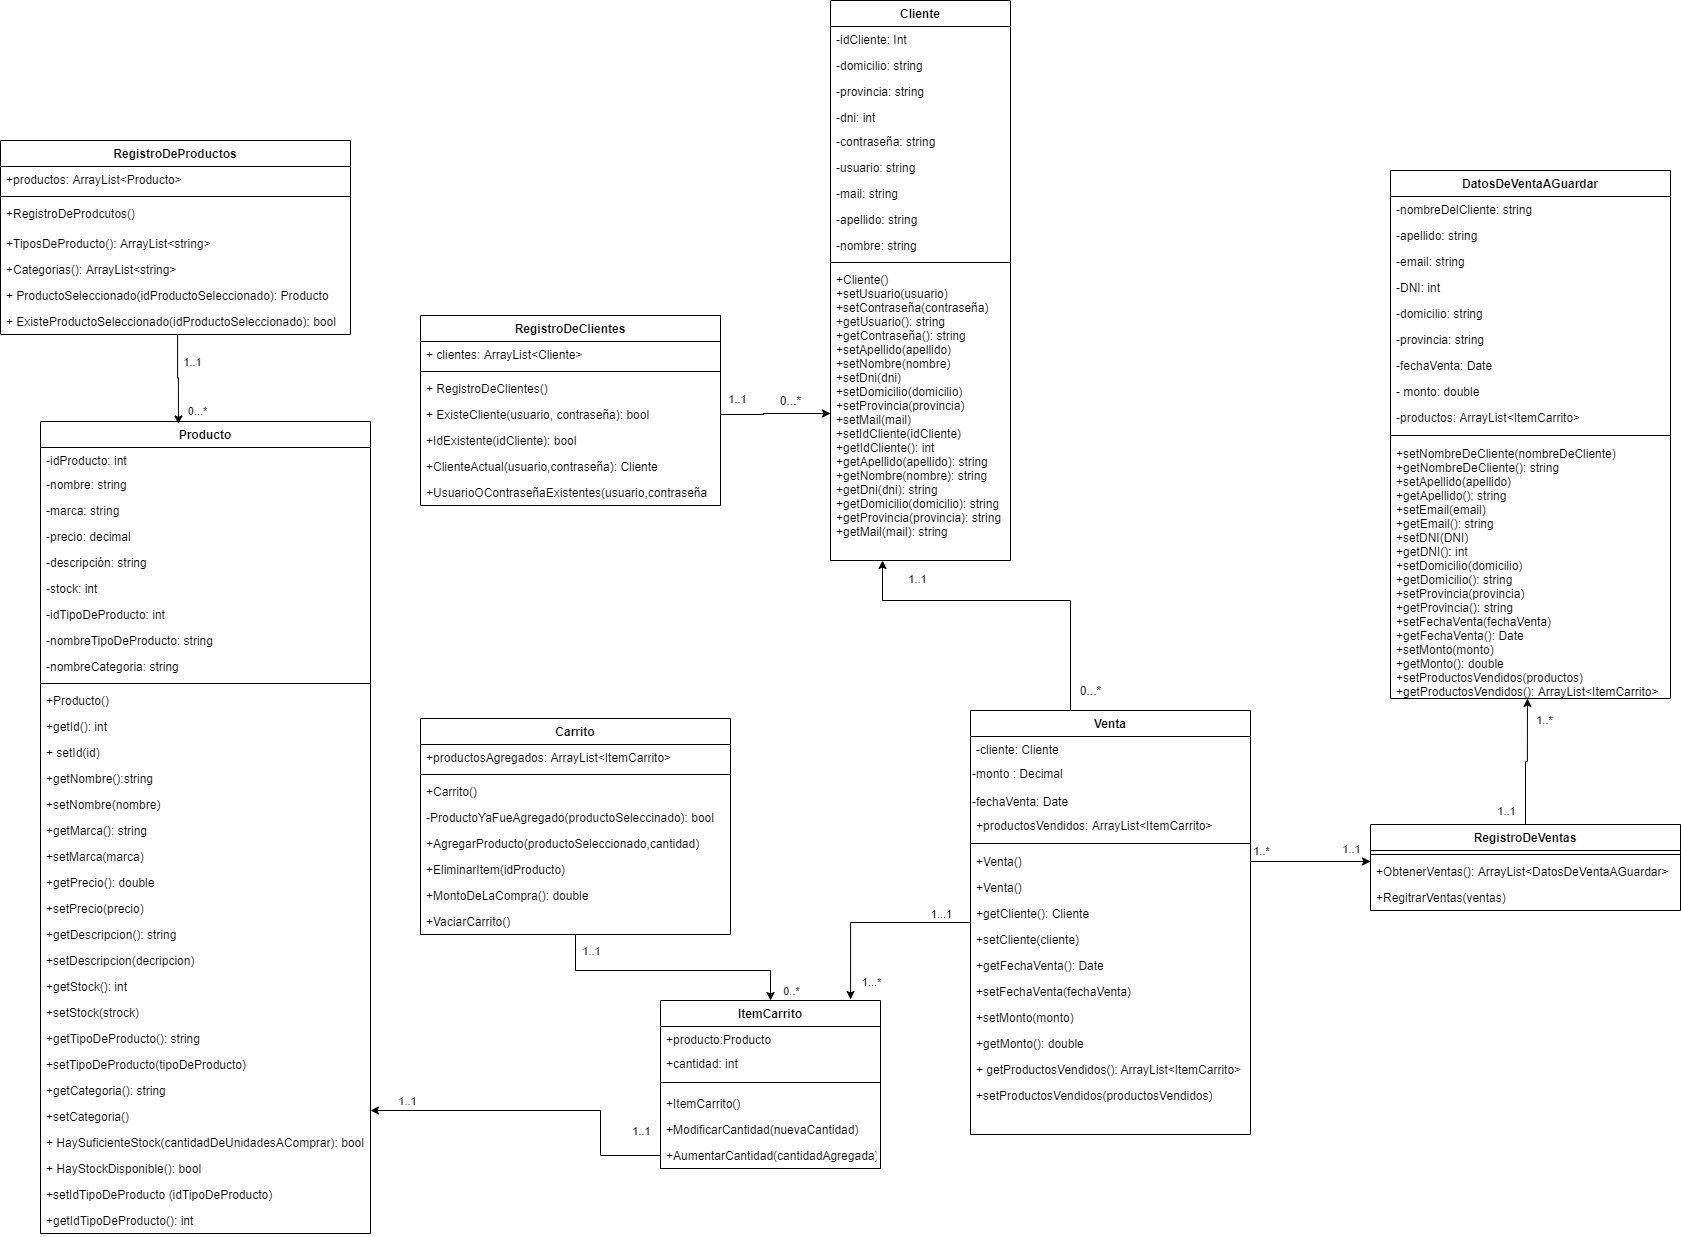 Cliente
-idCliente: Int
-domicilio: string
-provincia: string
-dni: int
-contraseña: string
-usuario: string
-mail: string
-apellido: string
-nombre: string
+Cliente()
+setUsuario(usuario)
+setContraseña(contraseña)
+getUsuario(): string
+getContraseña(): string
+setApellido(apellido)
+setNombre(nombre)
+setDni(dni)
+setDomicilio(domicilio)
+setProvincia(provincia)
+setMail(mail)
+setIdCliente(idCliente)
+getIdCliente(): int
+getApellido(apellido): string
+getNombre(nombre): string
+getDni(dni): string
+getDomicilio(domicilio): string
+getProvincia(provincia): string
+getMail(mail): string
RegistroDeProductos
+productos: ArrayList<Producto>
+RegistroDeProdcutos()
+TiposDeProducto(): ArrayList<string>
+Categorias(): ArrayList<string>
+ ProductoSeleccionado(idProductoSeleccionado): Producto
+ ExisteProductoSeleccionado(idProductoSeleccionado): bool
1..1
0...*
RegistroDeClientes
+ clientes: ArrayList<Cliente>
+ RegistroDeClientes()
+ ExisteCliente(usuario, contraseña): bool
+IdExistente(idCliente): bool
+ClienteActual(usuario,contraseña): Cliente
+UsuarioOContraseñaExistentes(usuario,contraseña
1..1
0...*
DatosDeVentaAGuardar
-nombreDelCliente: string
-apellido: string
-email: string
-DNI: int
-domicilio: string
-provincia: string
-fechaVenta: Date
- monto: double
-productos: ArrayList<ItemCarrito>
+setNombreDeCliente(nombreDeCliente)
+getNombreDeCliente(): string
+setApellido(apellido)
+getApellido(): string
+setEmail(email)
+getEmail(): string
+setDNI(DNI)
+getDNI(): int
+setDomicilio(domicilio)
+getDomicilio(): string
+setProvincia(provincia)
+getProvincia(): string
+setFechaVenta(fechaVenta)
+getFechaVenta(): Date
+setMonto(monto)
+getMonto(): double
+setProductosVendidos(productos)
+getProductosVendidos(): ArrayList<ItemCarrito>
1..*
1..1
Producto
-idProducto: int
-nombre: string
-marca: string
-precio: decimal
-descripción: string
-stock: int
-idTipoDeProducto: int
-nombreTipoDeProducto: string
-nombreCategoria: string
+Producto()
+getId(): int
+ setId(id)
+getNombre():string
+setNombre(nombre)
+getMarca(): string
+setMarca(marca)
+getPrecio(): double
+setPrecio(precio)
+getDescripcion(): string
+setDescripcion(decripcion)
+getStock(): int
+setStock(strock)
+getTipoDeProducto(): string
+setTipoDeProducto(tipoDeProducto)
+getCategoria(): string
+setCategoria()
+ HaySuficienteStock(cantidadDeUnidadesAComprar): bool
+ HayStockDisponible(): bool
+setIdTipoDeProducto (idTipoDeProducto)
+getIdTipoDeProducto(): int
1..1
0...*
Carrito
+productosAgregados: ArrayList<ItemCarrito>
+Carrito()
-ProductoYaFueAgregado(productoSeleccinado): bool
+AgregarProducto(productoSeleccionado,cantidad)
+EliminarItem(idProducto)
+MontoDeLaCompra(): double
+VaciarCarrito()
1..1
0..*
Venta
-cliente: Cliente
-monto : Decimal
-fechaVenta: Date
+productosVendidos: ArrayList<ItemCarrito>
+Venta()
+Venta()
+getCliente(): Cliente
+setCliente(cliente)
+getFechaVenta(): Date
+setFechaVenta(fechaVenta)
+setMonto(monto)
+getMonto(): double
+ getProductosVendidos(): ArrayList<ItemCarrito>
+setProductosVendidos(productosVendidos)
1..*
1..1
RegistroDeVentas
+ObtenerVentas(): ArrayList<DatosDeVentaAGuardar>
+RegitrarVentas(ventas)
1...1
1...*
ItemCarrito
+producto:Producto
+cantidad: int
+ItemCarrito()
+ModificarCantidad(nuevaCantidad)
+AumentarCantidad(cantidadAgregada)
1..1
1..1